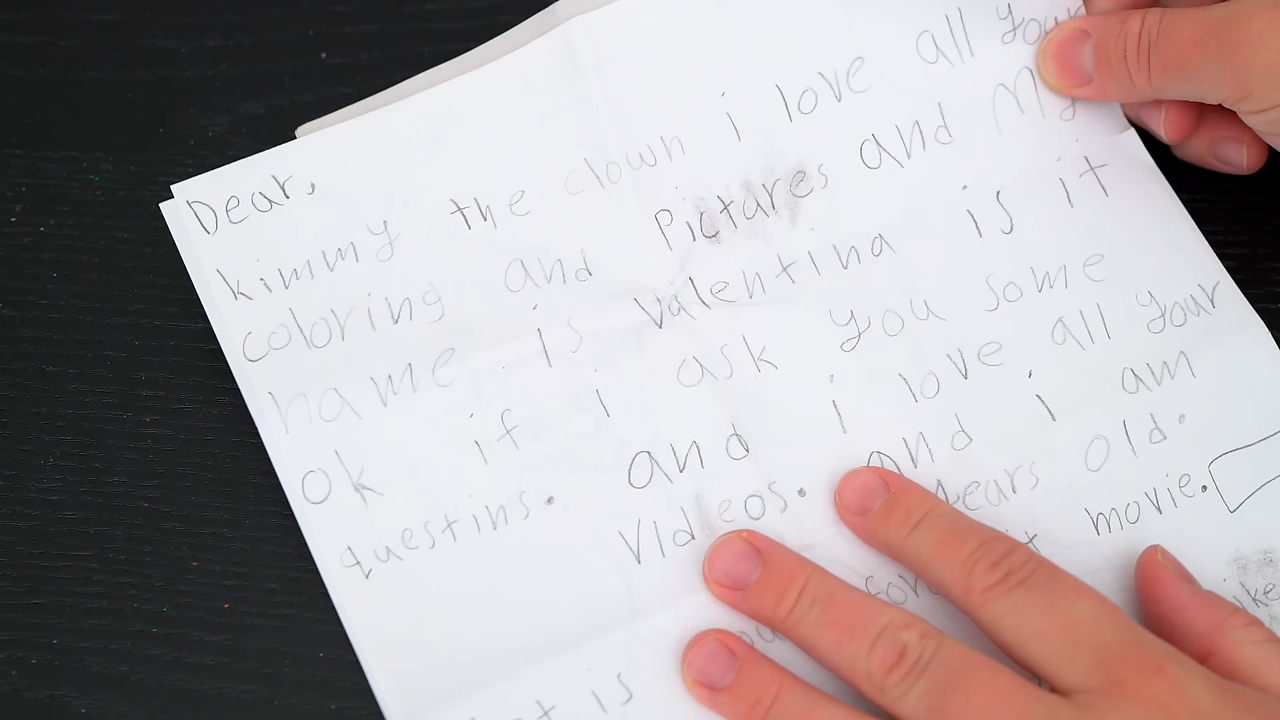 Dear,
kimmy the clown i love all your
coloring and Pictures and My
name is Valentina is it
ok if i ask you some
questins. and i love all your
Videos. and i am
years old.
is movie.